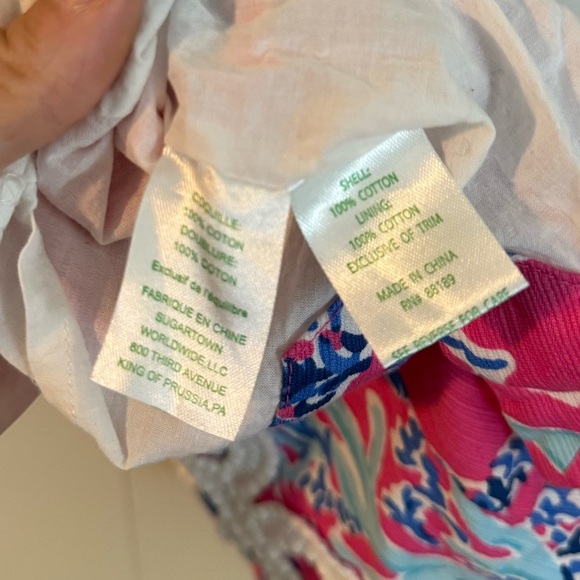 COQUILLE:
100% COTON
DOUBLURE:
100% COTON
Exclusif de l'equilibre
FABRIQUE EN CHINE
SUGARTOWN
WORLDWIDE,LLC
800 THIRD AVENUE
KING OF PRUSSIA,PA
SHELL:
100% COTTON
LINING:
100% COTTON
EXCLUSIVE OF TRIM
MADE IN CHINA
RN# 88189
SEE REVERSE FOR CARE